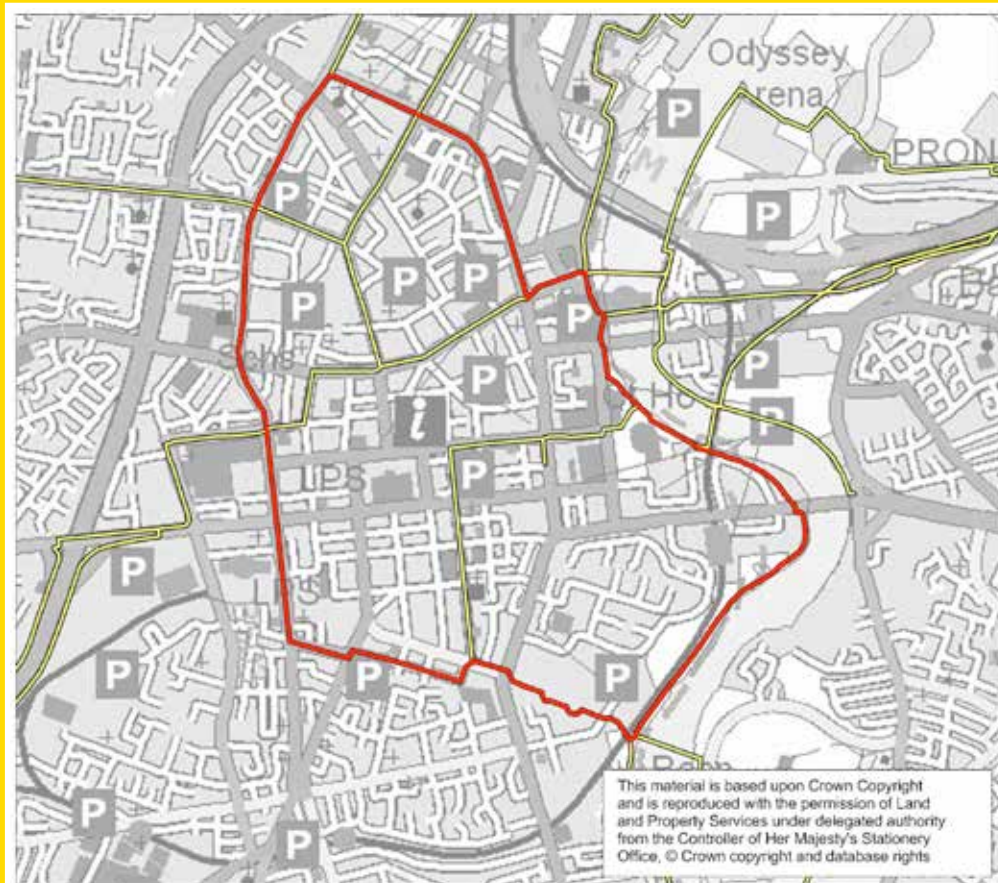 Odyssey
rena
P
M
PRON
P
P
P
P
P
P
P
P
i
P
P
P
P
P
P
P
P
This material is based upon Crown Copyright
and is reproduced with the permission of Land
and Property Services under delegated authority
from the Controller of Her Majesty's Stationery
Office, © Crown copyright and database rights